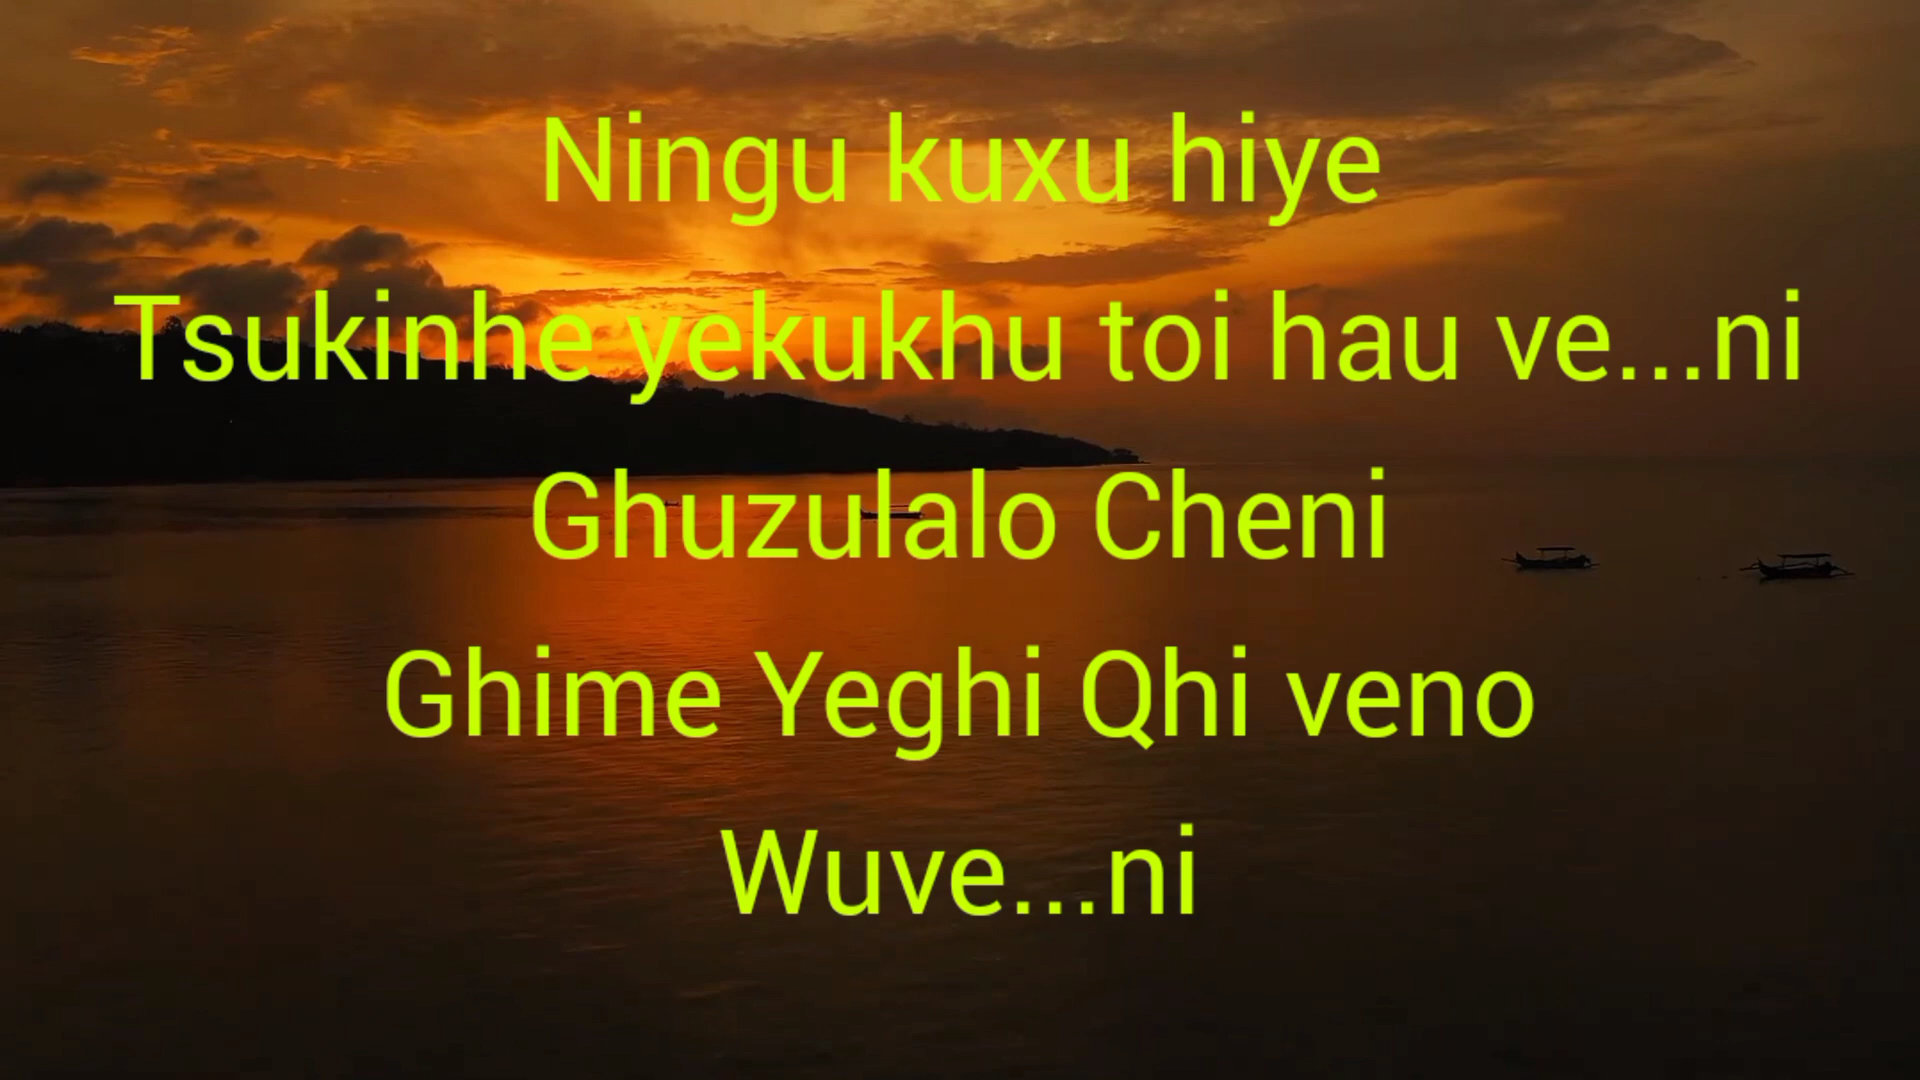 Ningu kuxu hiye
Tsukinhe yekukhu toi hau ve...ni
Ghuzulalo Cheni
Ghime Yeghi Qhi veno
Wuve...ni